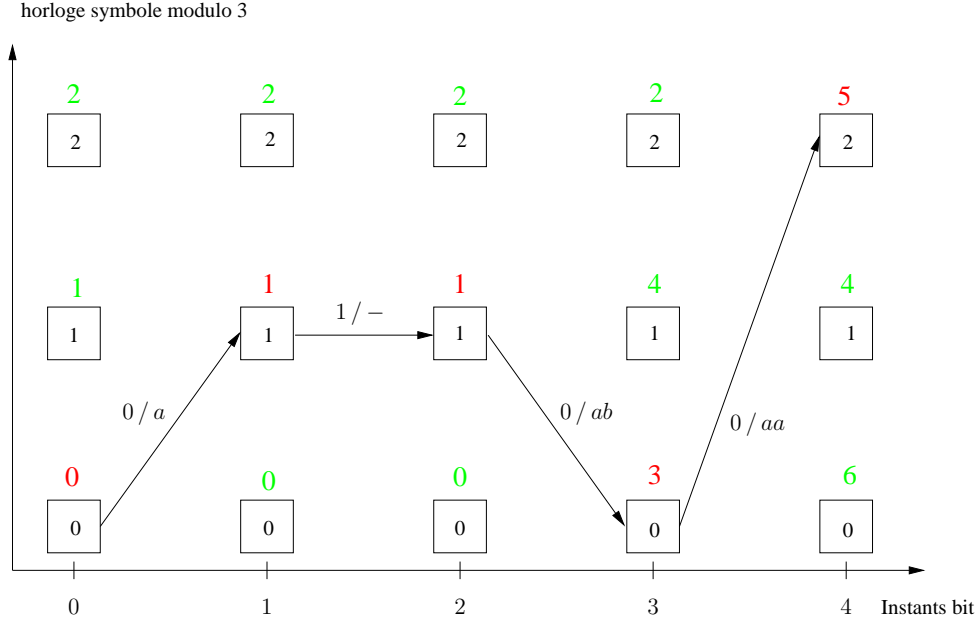 horloge symbole modulo 3
2 2 2 2 5
2 2 2 2 2
1 1 1 4 4
1 / −
1 1 1 1 1
0 / a 0 / ab 0 / aa
0 0 0 3 6
0 0 0 0 0
0 1 2 3 4 Instants bit